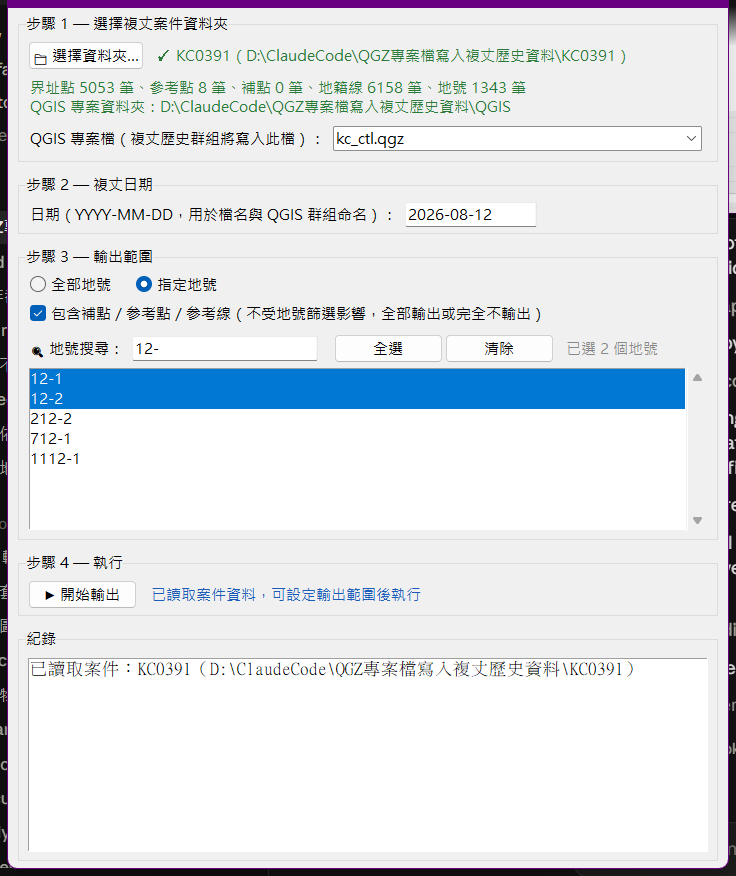 步驟 1 — 選擇複丈案件資料夾
選擇資料夾... ✓ KC0391（D:\ClaudeCode\QGZ專案檔寫入複丈歷史資料\KC0391）
界址點 5053 筆、參考點 8 筆、補點 0 筆、地籍線 6158 筆、地號 1343 筆
QGIS 專案資料夾：D:\ClaudeCode\QGZ專案檔寫入複丈歷史資料\QGIS
QGIS 專案檔（複丈歷史群組將寫入此檔）： kc_ctl.qgz
步驟 2 — 複丈日期
日期（YYYY-MM-DD，用於檔名與 QGIS 群組命名）： 2026-08-12
步驟 3 — 輸出範圍
全部地號 指定地號
包含補點 / 參考點 / 參考線（不受地號篩選影響，全部輸出或完全不輸出）
地號搜尋： 12- 全選 清除 已選 2 個地號
12-1
12-2
212-2
712-1
1112-1
步驟 4 — 執行
▶ 開始輸出 已讀取案件資料，可設定輸出範圍後執行
紀錄
已讀取案件：KC0391（D:\ClaudeCode\QGZ專案檔寫入複丈歷史資料\KC0391）